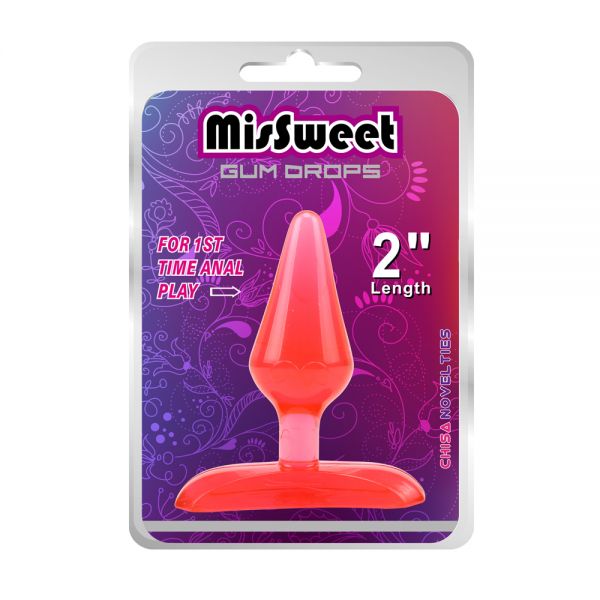 MisSweet
GUM DROPS
FOR 1ST
TIME ANAL
PLAY
2"
Length
CHISA NOVELTIES